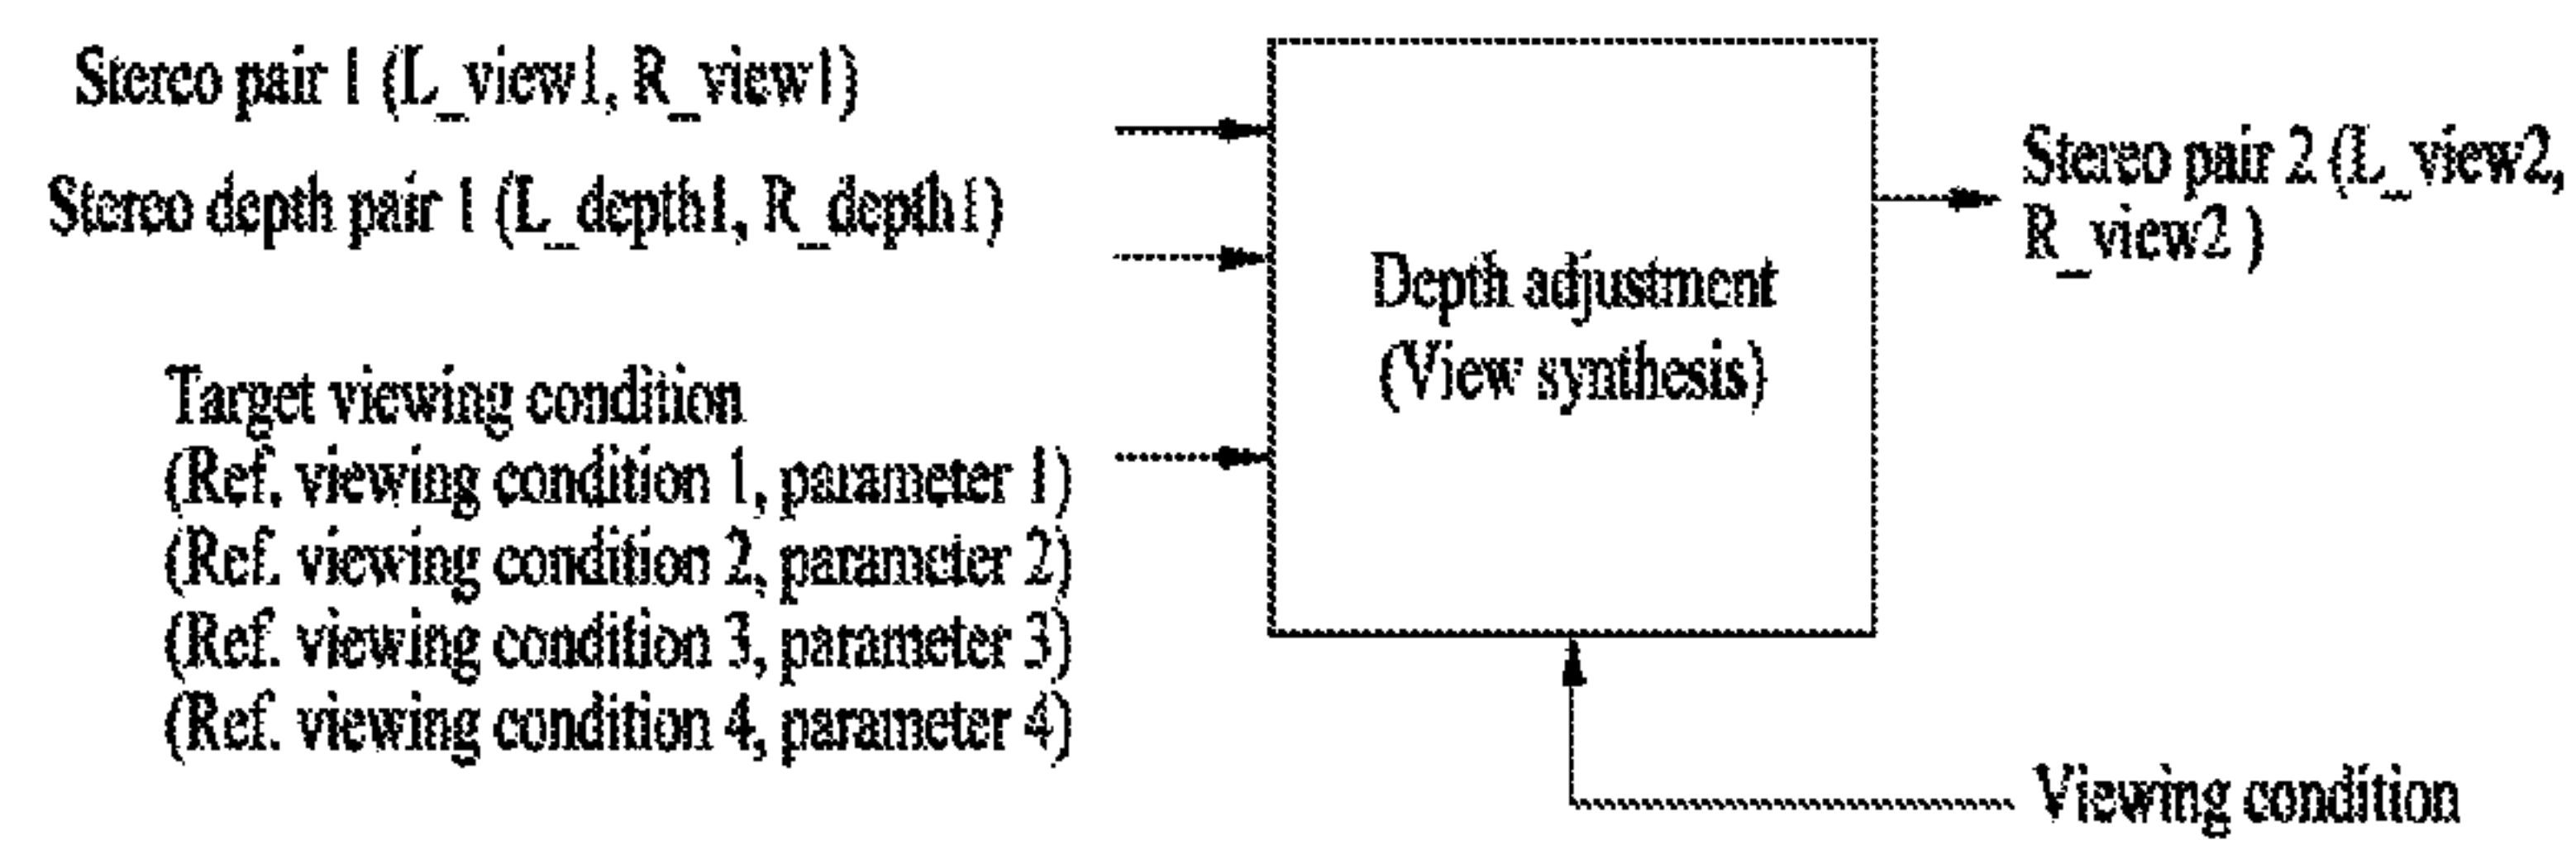 Stereo pair 1 (L_view1, R_view1)
Stereo depth pair 1 (L_depth1, R_depth1)
Target viewing condition
(Ref. viewing condition 1, parameter 1)
(Ref. viewing condition 2, parameter 2)
(Ref. viewing condition 3, parameter 3)
(Ref. viewing condition 4, parameter 4)
Depth adjustment
(View synthesis)
Stereo pair 2 (L_view2,
R_view2 )
Viewing condition